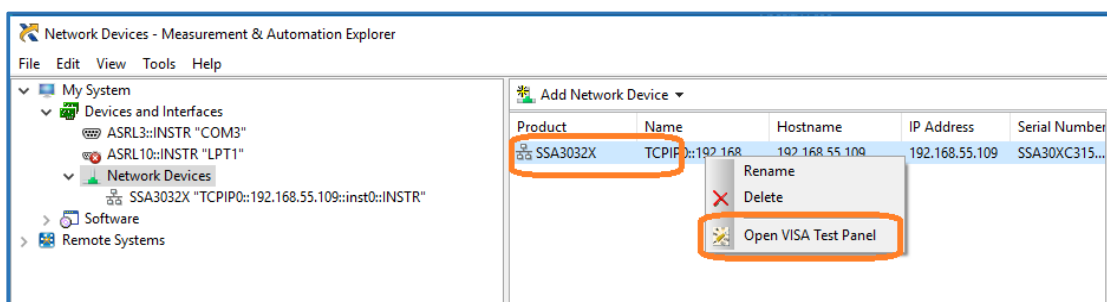 Network Devices - Measurement & Automation Explorer
File Edit View Tools Help
My System
Devices and Interfaces
ASRL3::INSTR "COM3"
ASRL10::INSTR "LPT1"
Network Devices
SSA3032X "TCPIP0::192.168.55.109::inst0::INSTR"
Software
Remote Systems
Add Network Device
Product Name Hostname IP Address Serial Number
SSA3032X TCPIP0::192.168 192.168.55.109 192.168.55.109 SSA30XC315...
Rename
Delete
Open VISA Test Panel